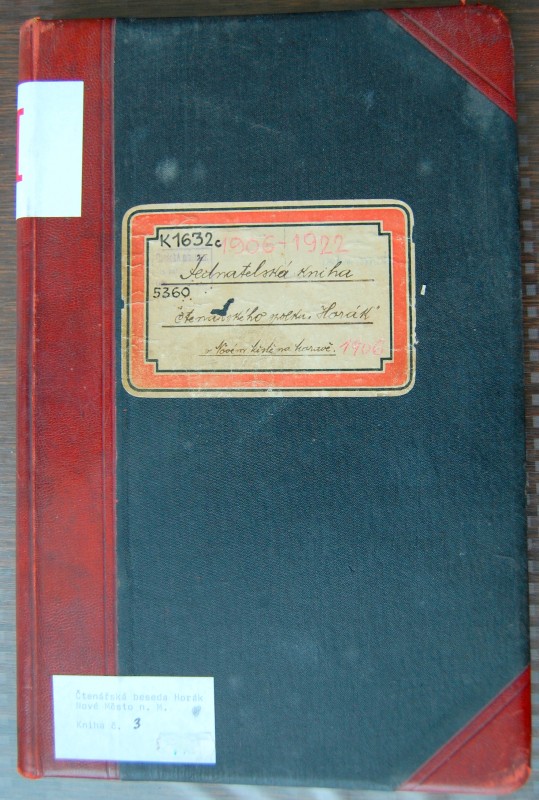 K1632c 1906-1922
Jednatelská kniha
5360
Čtenářského spolku „Horák“
v Novém Městě na Moravě. 1906
Čtenářská beseda Horák
Nové Město n. M.
Kniha č. 3